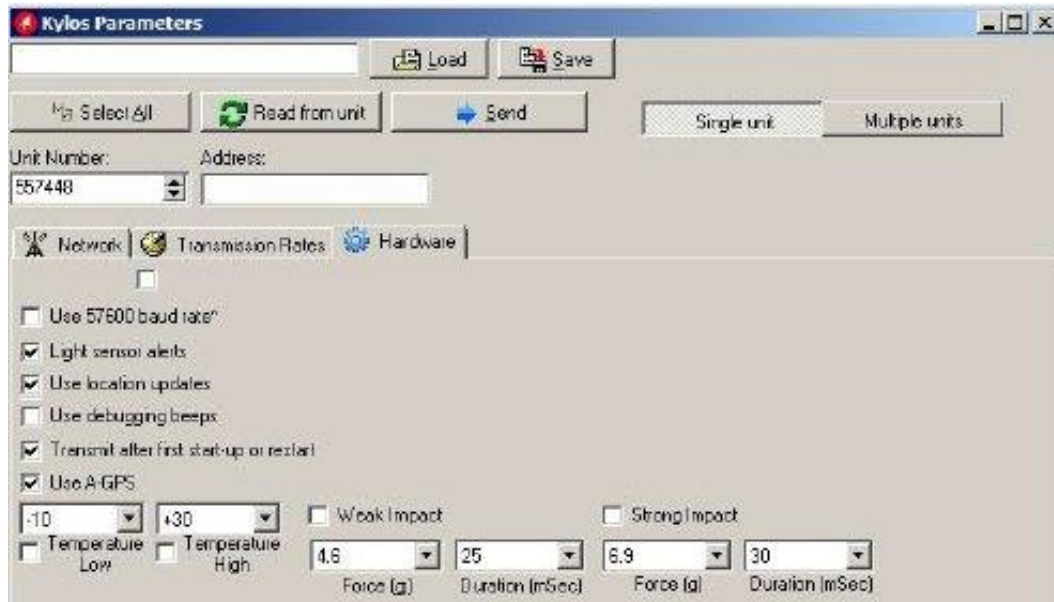 Kylos Parameters
Load Save
Select All Read from unit Send Single unit Multiple units
Unit Number: Address:
557448
Network Transmission Rates Hardware
Use 57600 baud rate*
Light sensor alerts
Use location updates
Use debugging beeps
Transmit after first start-up or restart
Use A-GPS
-10 +30 Weak Impact Strong Impact
Temperature Low Temperature High 4.6 25 6.9 30
Force (g) Duration (mSec) Force (g) Duration (mSec)